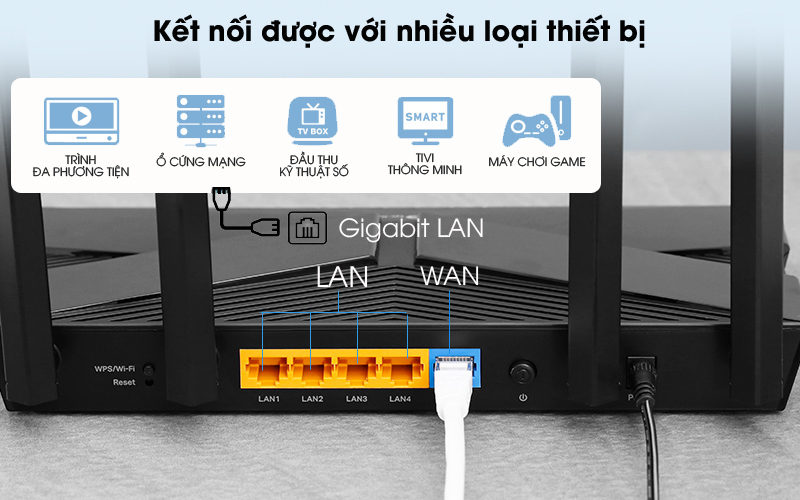 Kết nối được với nhiều loại thiết bị
TV BOX
SMART
TRÌNH
ĐA PHƯƠNG TIỆN
Ổ CỨNG MẠNG
ĐẦU THU
KỸ THUẬT SỐ
TIVI
THÔNG MINH
MÁY CHƠI GAME
Gigabit LAN
LAN
WAN
WPS/Wi-Fi
Reset
LAN1
LAN2
LAN3
LAN4